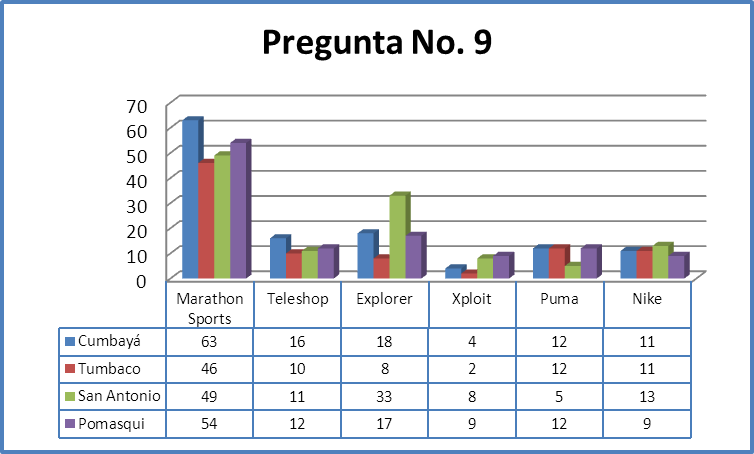 Pregunta No. 9
70
60
50
40
30
20
10
0
Marathon Sports Teleshop Explorer Xploit Puma Nike
Cumbayá 63 16 18 4 12 11
Tumbaco 46 10 8 2 12 11
San Antonio 49 11 33 8 5 13
Pomasqui 54 12 17 9 12 9